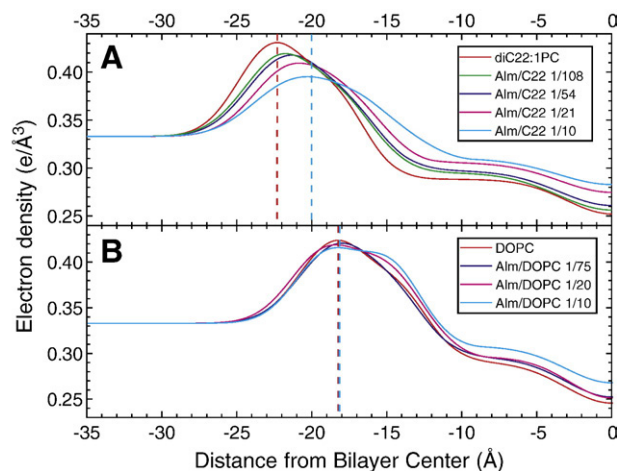 -35 -30 -25 -20 -15 -10 -5 0
A
0.40
0.35
0.30
0.25
diC22:1PC
Alm/C22 1/108
Alm/C22 1/54
Alm/C22 1/21
Alm/C22 1/10
Electron density (e/Å³)
B
0.40
0.35
0.30
0.25
DOPC
Alm/DOPC 1/75
Alm/DOPC 1/20
Alm/DOPC 1/10
-35 -30 -25 -20 -15 -10 -5 0
Distance from Bilayer Center (Å)